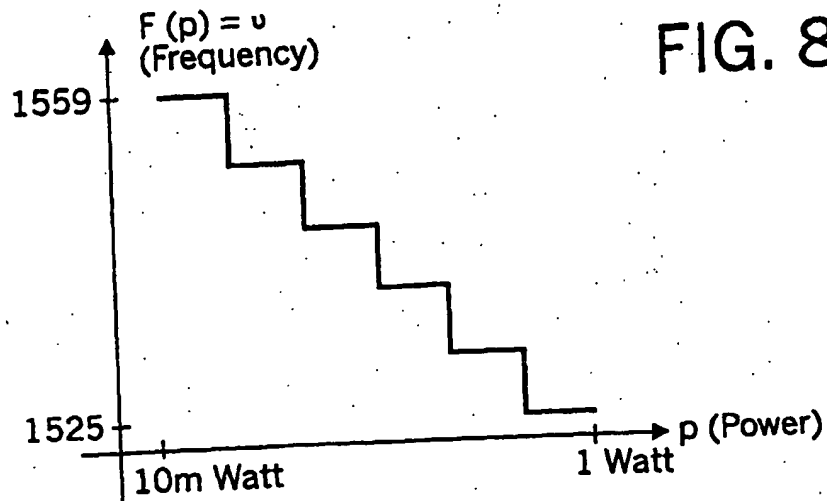 F (p) = υ
(Frequency)
FIG. 8
1559
1525
p (Power)
10m Watt
1 Watt